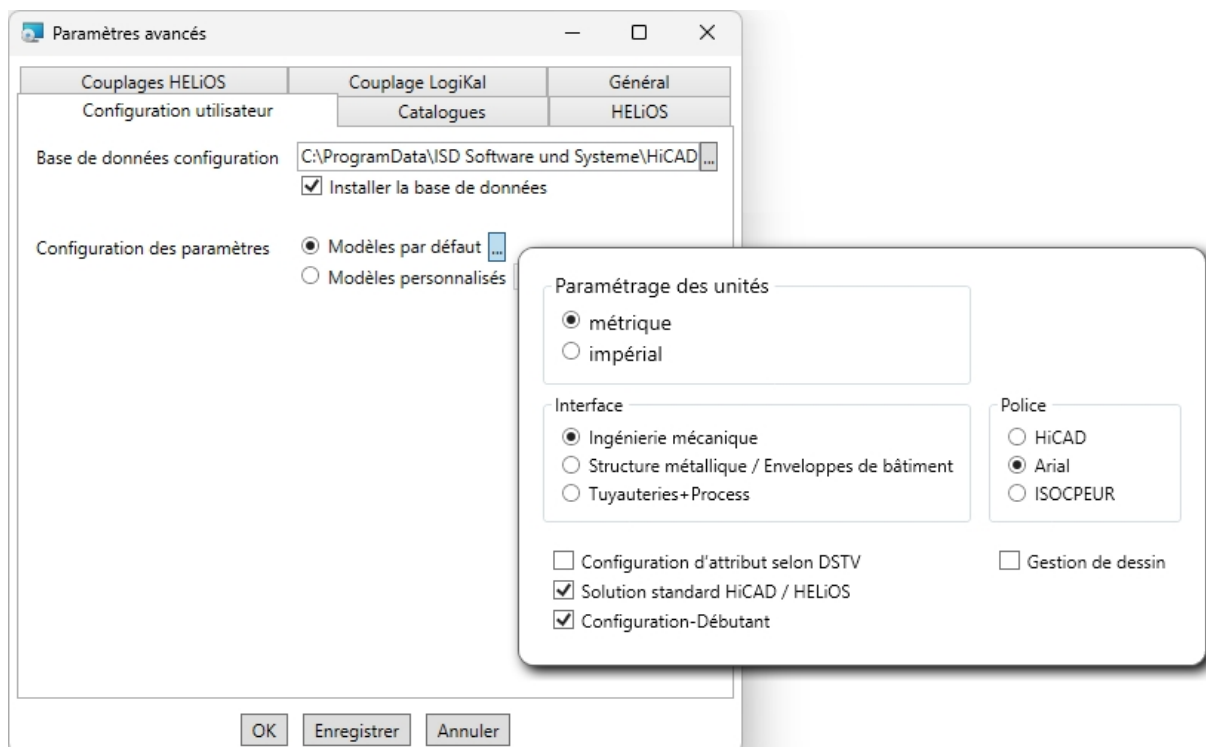 Paramètres avancés
Couplages HELiOS Couplage LogiKal Général
Configuration utilisateur Catalogues HELiOS
Base de données configuration C:\ProgramData\ISD Software und Systeme\HiCAD ...
Installer la base de données
Configuration des paramètres Modèles par défaut ...
Modèles personnalisés
Paramétrage des unités
métrique
impérial
Interface Police
Ingénierie mécanique HiCAD
Structure métallique / Enveloppes de bâtiment Arial
Tuyauteries+Process ISOCPEUR
Configuration d'attribut selon DSTV Gestion de dessin
Solution standard HiCAD / HELiOS
Configuration-Débutant
OK Enregistrer Annuler